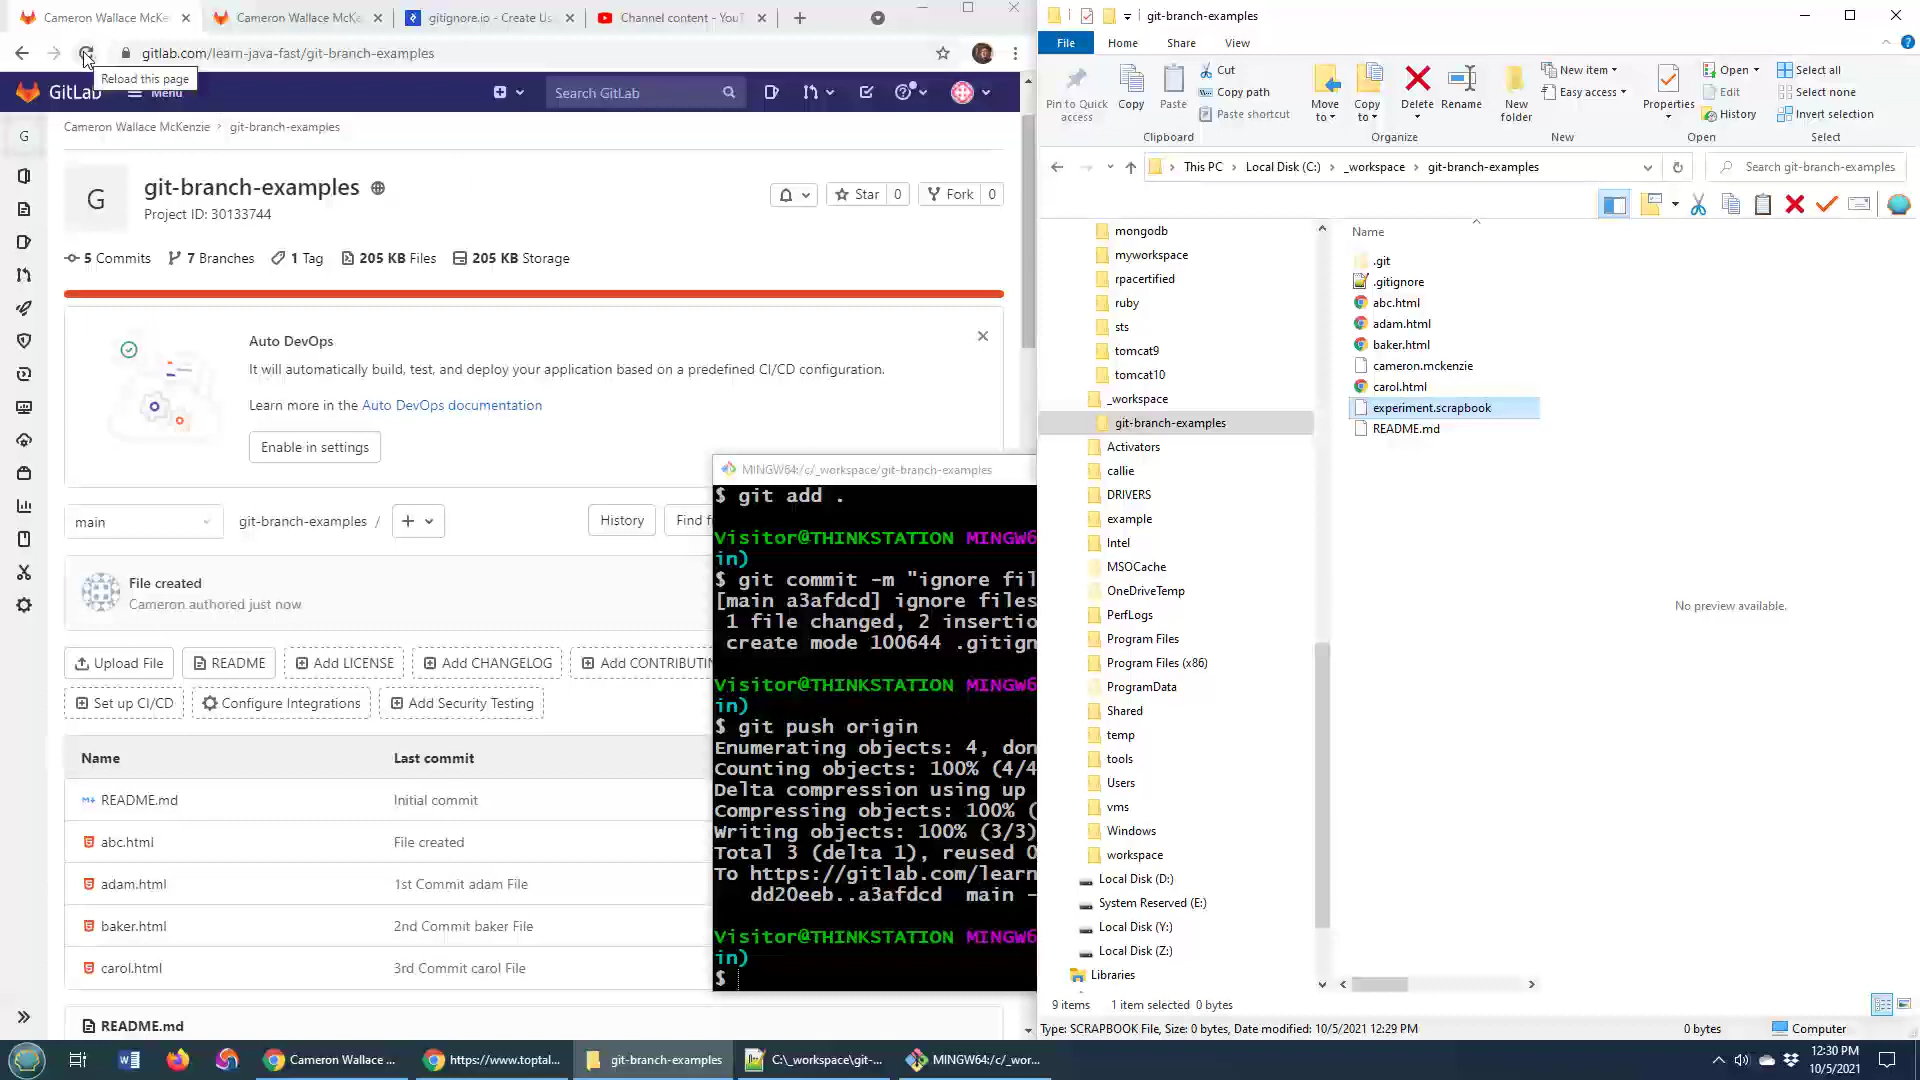 Cameron Wallace McKe
Cameron Wallace McKe
gitignore.io - Create Us
Channel content - YouT
gitlab.com/learn-java-fast/git-branch-examples
Reload this page
GitLab
Menu
Search GitLab
G
Cameron Wallace McKenzie
git-branch-examples
G
git-branch-examples
Project ID: 30133744
Star
0
Fork
0
5 Commits
7 Branches
1 Tag
205 KB Files
205 KB Storage
Auto DevOps
It will automatically build, test, and deploy your application based on a predefined CI/CD configuration.
Learn more in the Auto DevOps documentation
Enable in settings
main
git-branch-examples /
History
Find f
File created
Cameron authored just now
Upload File
README
Add LICENSE
Add CHANGELOG
Add CONTRIBUTIN
Set up CI/CD
Configure Integrations
Add Security Testing
Name
Last commit
README.md
Initial commit
abc.html
File created
adam.html
1st Commit adam File
baker.html
2nd Commit baker File
carol.html
3rd Commit carol File
README.md
MINGW64:/c/_workspace/git-branch-examples
$ git add .
Visitor@THINKSTATION MINGW6
in)
$ git commit -m "ignore fil
[main a3afdcd] ignore files
1 file changed, 2 insertio
create mode 100644 .gitign
Visitor@THINKSTATION MINGW6
in)
$ git push origin
Enumerating objects: 4, don
Counting objects: 100% (4/4
Delta compression using up
Compressing objects: 100% (
Writing objects: 100% (3/3)
Total 3 (delta 1), reused 0
To https://gitlab.com/learn
dd20eeb..a3afdcd main -
Visitor@THINKSTATION MINGW6
in)
$
git-branch-examples
File
Home
Share
View
Pin to Quick access
Copy
Paste
Cut
Copy path
Paste shortcut
Clipboard
Move to
Copy to
Delete
Rename
Organize
New folder
New item
Easy access
New
Properties
Open
Edit
History
Open
Select all
Select none
Invert selection
Select
This PC
Local Disk (C:)
_workspace
git-branch-examples
Search git-branch-examples
mongodb
myworkspace
rpacertified
ruby
sts
tomcat9
tomcat10
_workspace
git-branch-examples
Activators
callie
DRIVERS
example
Intel
MSOCache
OneDriveTemp
PerfLogs
Program Files
Program Files (x86)
ProgramData
Shared
temp
tools
Users
vms
Windows
workspace
Local Disk (D:)
System Reserved (E:)
Local Disk (Y:)
Local Disk (Z:)
Libraries
Name
.git
.gitignore
abc.html
adam.html
baker.html
cameron.mckenzie
carol.html
experiment.scrapbook
README.md
No preview available.
9 items
1 item selected 0 bytes
Type: SCRAPBOOK File, Size: 0 bytes, Date modified: 10/5/2021 12:29 PM
0 bytes
Computer
Cameron Wallace ...
https://www.toptal...
git-branch-examples
C:\_workspace\git-...
MINGW64:/c/_wor...
12:30 PM
10/5/2021